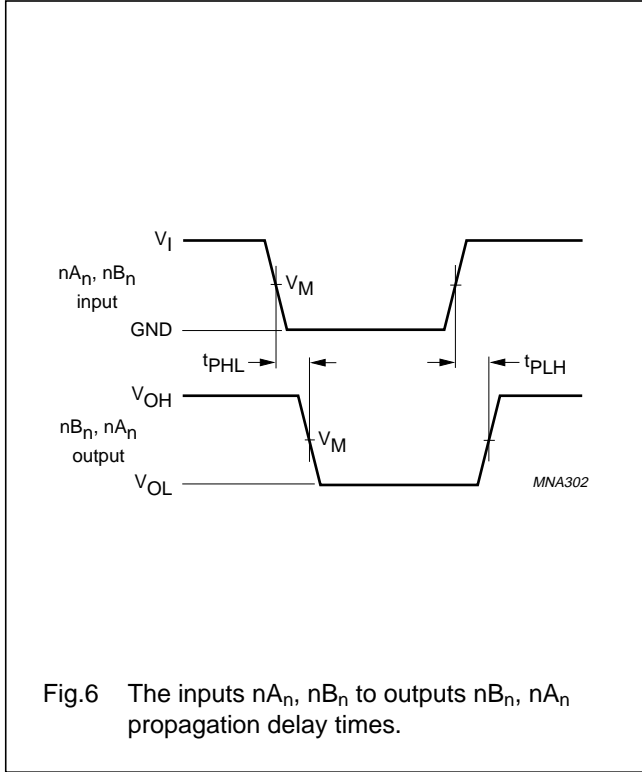 V_I
nA_n, nB_n
input
V_M
GND
t_PHL
t_PLH
V_OH
nB_n, nA_n
output
V_M
V_OL
MNA302
Fig.6 The inputs nA_n, nB_n to outputs nB_n, nA_n
propagation delay times.